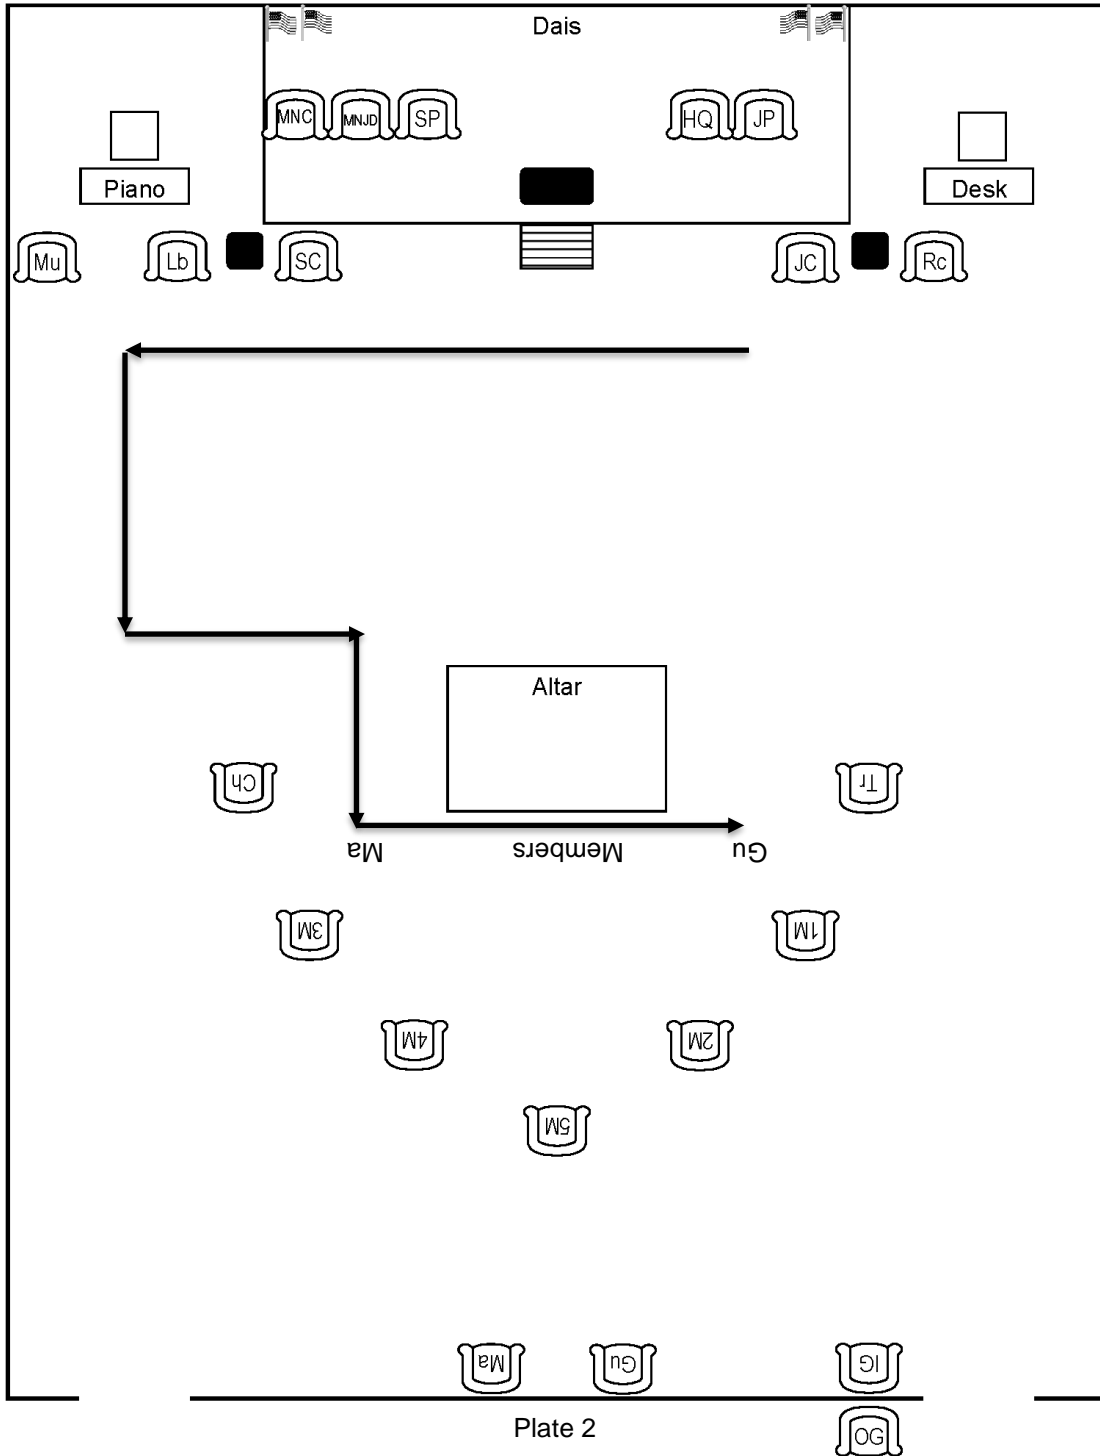 Dais
MNC MNJD SP HQ JP
Piano Desk
Mu Lb SC JC Rc
Altar
Ch Tr
Ma Members Gu
3M 1M
4M 2M
5M
Ma Gu IG
Plate 2 OG